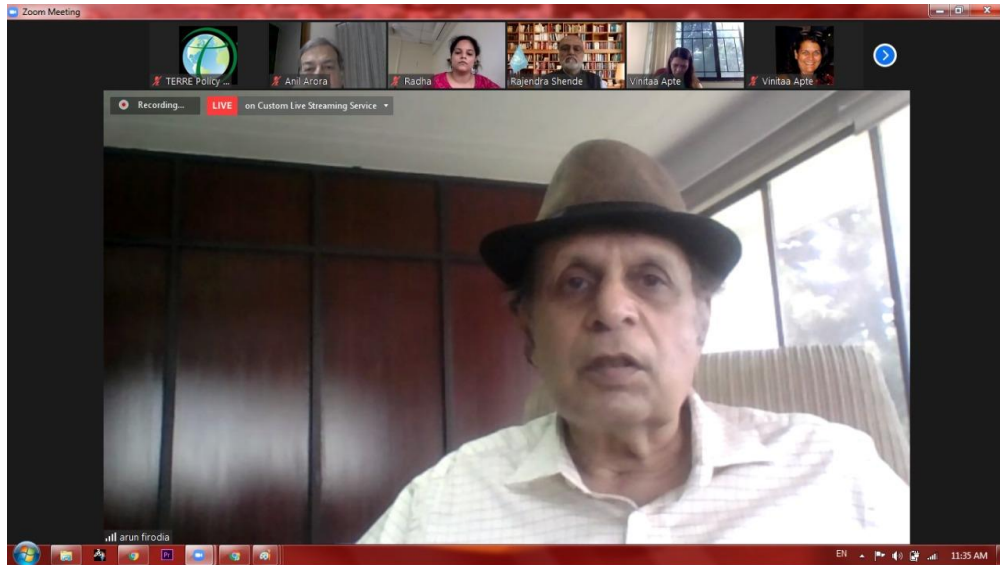 Zoom Meeting
TERRE Policy ...
Anil Arora
Radha
Rajendra Shende
Vinitaa Apte
Vinitaa Apte
Recording...
LIVE
on Custom Live Streaming Service
arun firodia
Pr
EN
11:35 AM